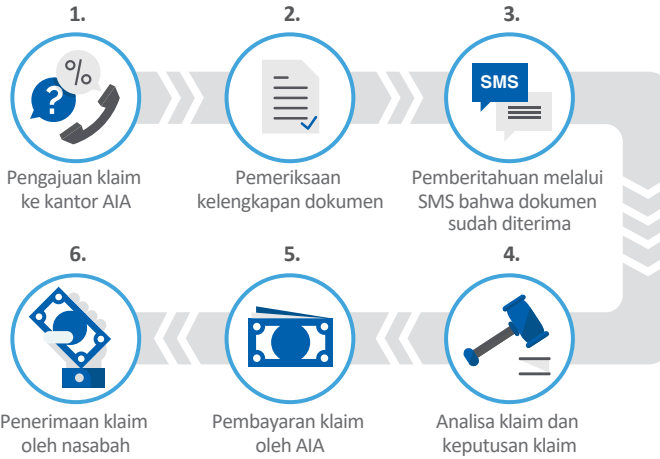 1.
%
?
Pengajuan klaim
ke kantor AIA
2.
Pemeriksaan
kelengkapan dokumen
3.
SMS
Pemberitahuan melalui
SMS bahwa dokumen
sudah diterima
4.
Analisa klaim dan
keputusan klaim
5.
Pembayaran klaim
oleh AIA
6.
Penerimaan klaim
oleh nasabah